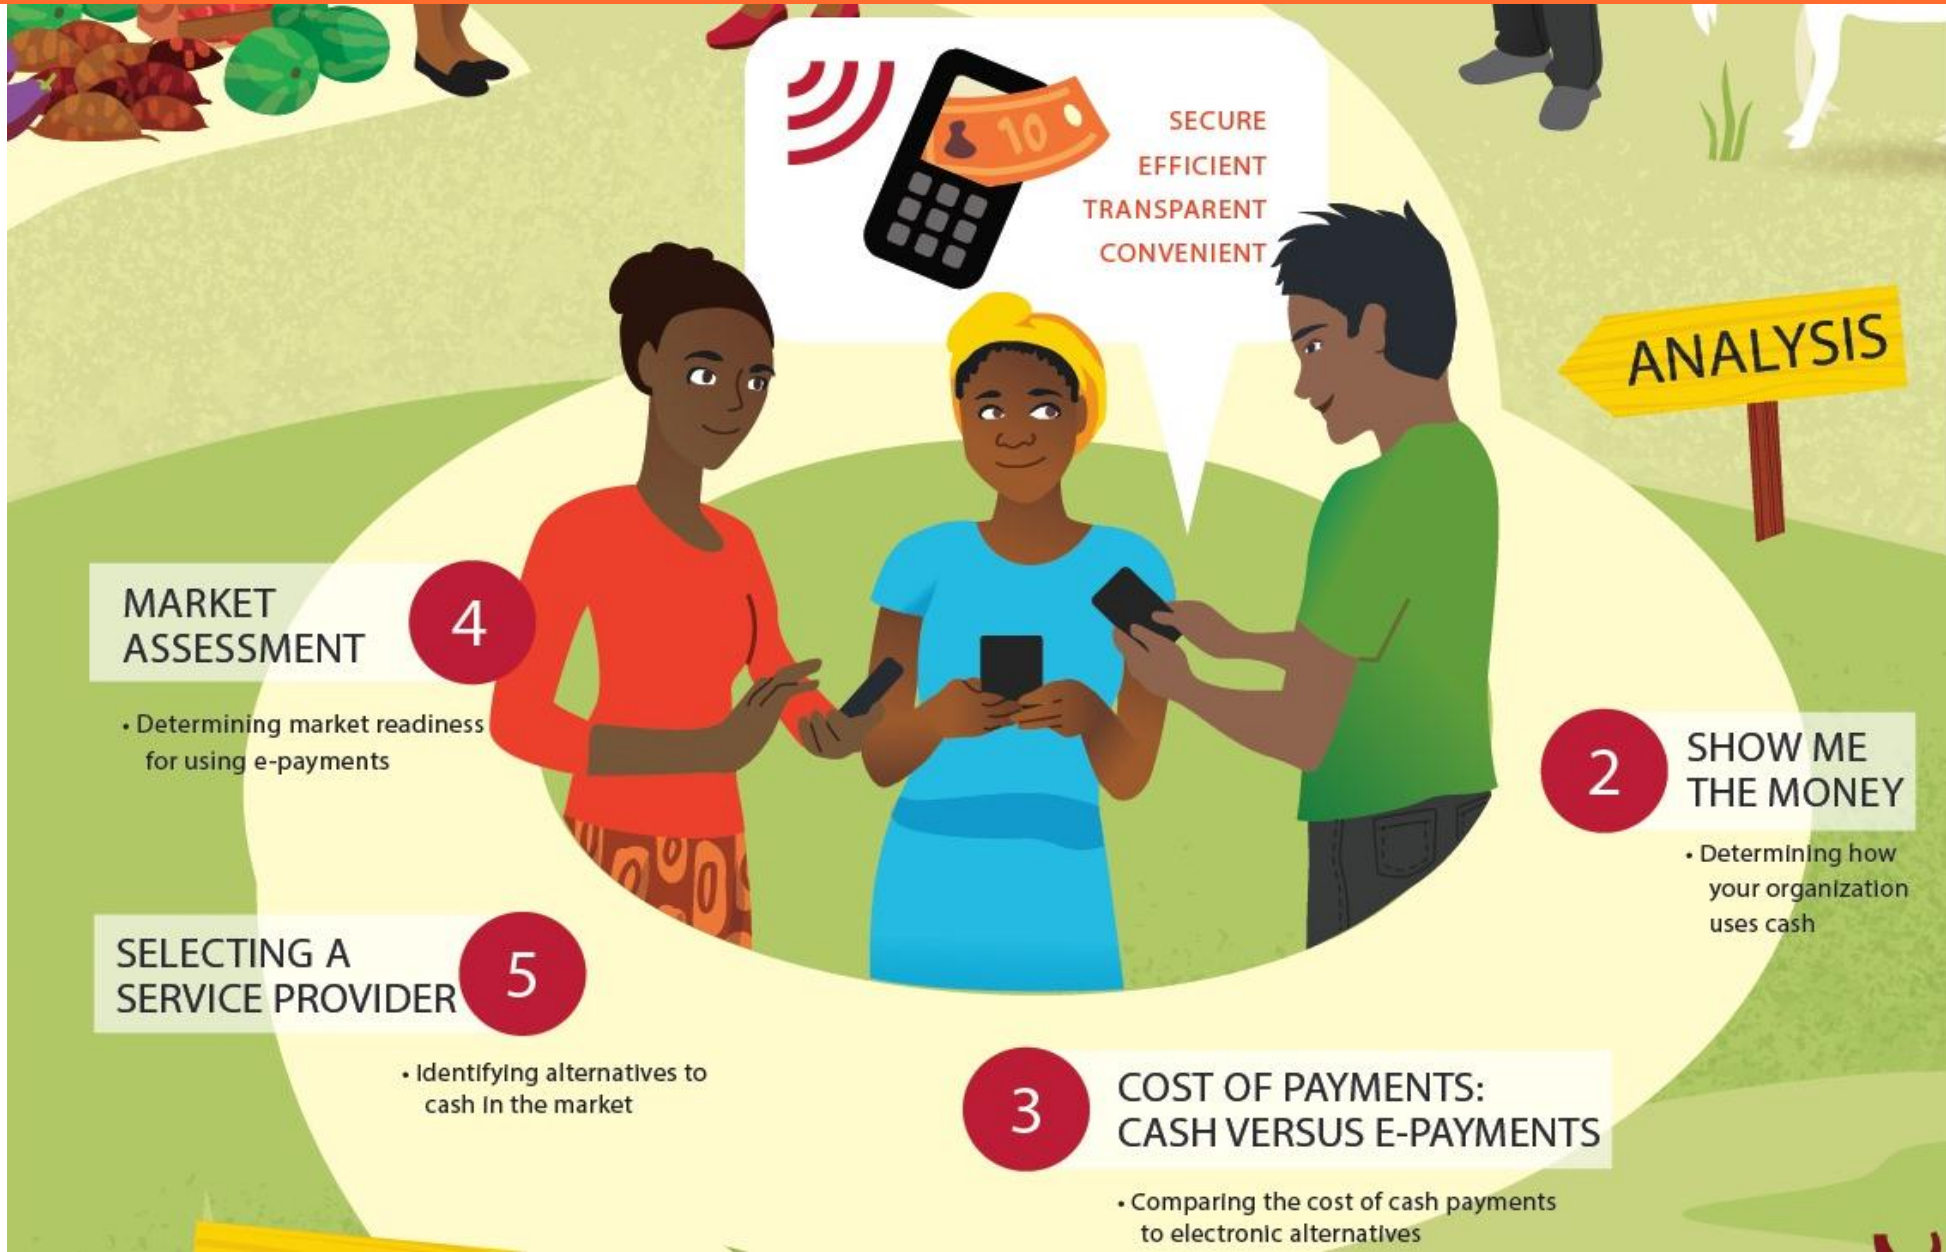 10
SECURE
EFFICIENT
TRANSPARENT
CONVENIENT
ANALYSIS
2
SHOW ME
THE MONEY
• Determining how
your organization
uses cash
3
COST OF PAYMENTS:
CASH VERSUS E-PAYMENTS
• Comparing the cost of cash payments
to electronic alternatives
4
MARKET
ASSESSMENT
• Determining market readiness
for using e-payments
5
SELECTING A
SERVICE PROVIDER
• Identifying alternatives to
cash in the market